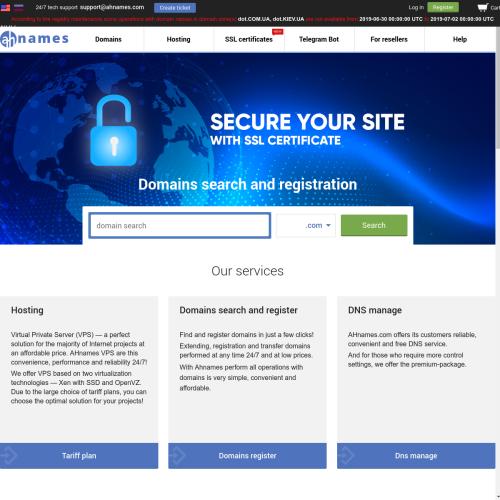 24/7 tech support support@ahnames.com Create ticket Log in Register Cart
According to the registry maintenance some operations with domain names in domain zone(s) dot.COM.UA, dot.KIEV.UA are not available from 2019-06-30 00:00:00 UTC to 2019-07-02 00:00:00 UTC
ahnames Domains Hosting SSL certificates NEW Telegram Bot For resellers Help
SECURE YOUR SITE
WITH SSL CERTIFICATE
Domains search and registration
domain search .com Search
Our services
Hosting
Virtual Private Server (VPS) — a perfect
solution for the majority of Internet projects at
an affordable price. AHnames VPS are this
convenience, performance and reliability 24/7!
We offer VPS based on two virtualization
technologies — Xen with SSD and OpenVZ.
Due to the large choice of tariff plans, you can
choose the optimal solution for your projects!
Tariff plan
Domains search and register
Find and register domains in just a few clicks!
Extending, registration and transfer domains
performed at any time 24/7 and at low prices.
With Ahnames perform all operations with
domains is very simple, convenient and
affordable.
Domains register
DNS manage
AHnames.com offers its customers reliable,
convenient and free DNS service.
And for those who require more control
settings, we offer the premium-package.
Dns manage